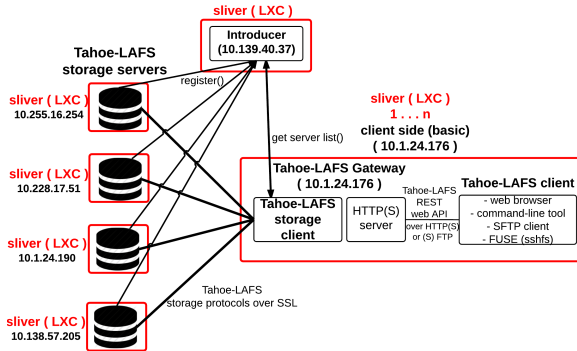 sliver ( LXC )
Introducer
(10.139.40.37)
Tahoe-LAFS
storage servers
register()
sliver ( LXC )
10.255.16.254
sliver ( LXC )
1 . . . n
client side (basic)
( 10.1.24.176 )
get server list()
sliver ( LXC )
10.228.17.51
Tahoe-LAFS Gateway
( 10.1.24.176 )
Tahoe-LAFS
storage
client
HTTP(S)
server
Tahoe-LAFS
REST
web API
over HTTP(S)
or (S) FTP
Tahoe-LAFS client
- web browser
- command-line tool
- SFTP client
- FUSE (sshfs)
sliver ( LXC )
10.1.24.190
Tahoe-LAFS
storage protocols over SSL
sliver ( LXC )
10.138.57.205